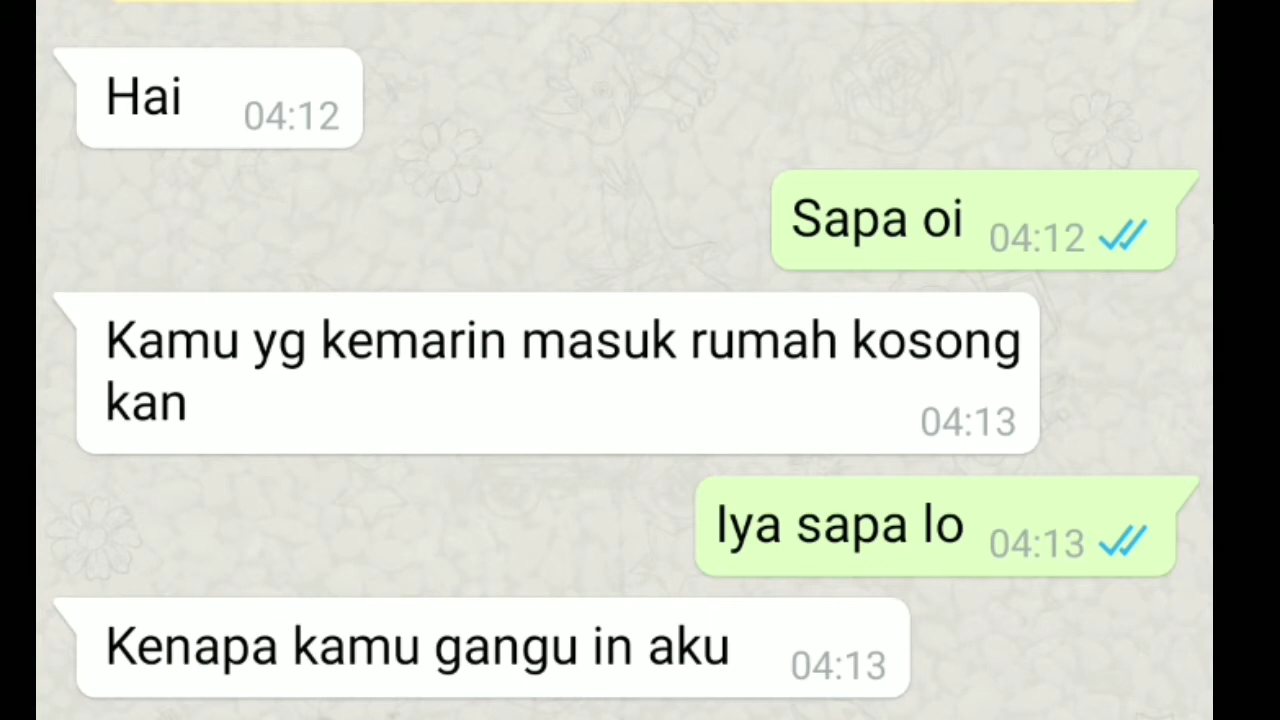 Hai 04:12
Sapa oi 04:12
Kamu yg kemarin masuk rumah kosong
kan 04:13
Iya sapa lo 04:13
Kenapa kamu gangu in aku 04:13